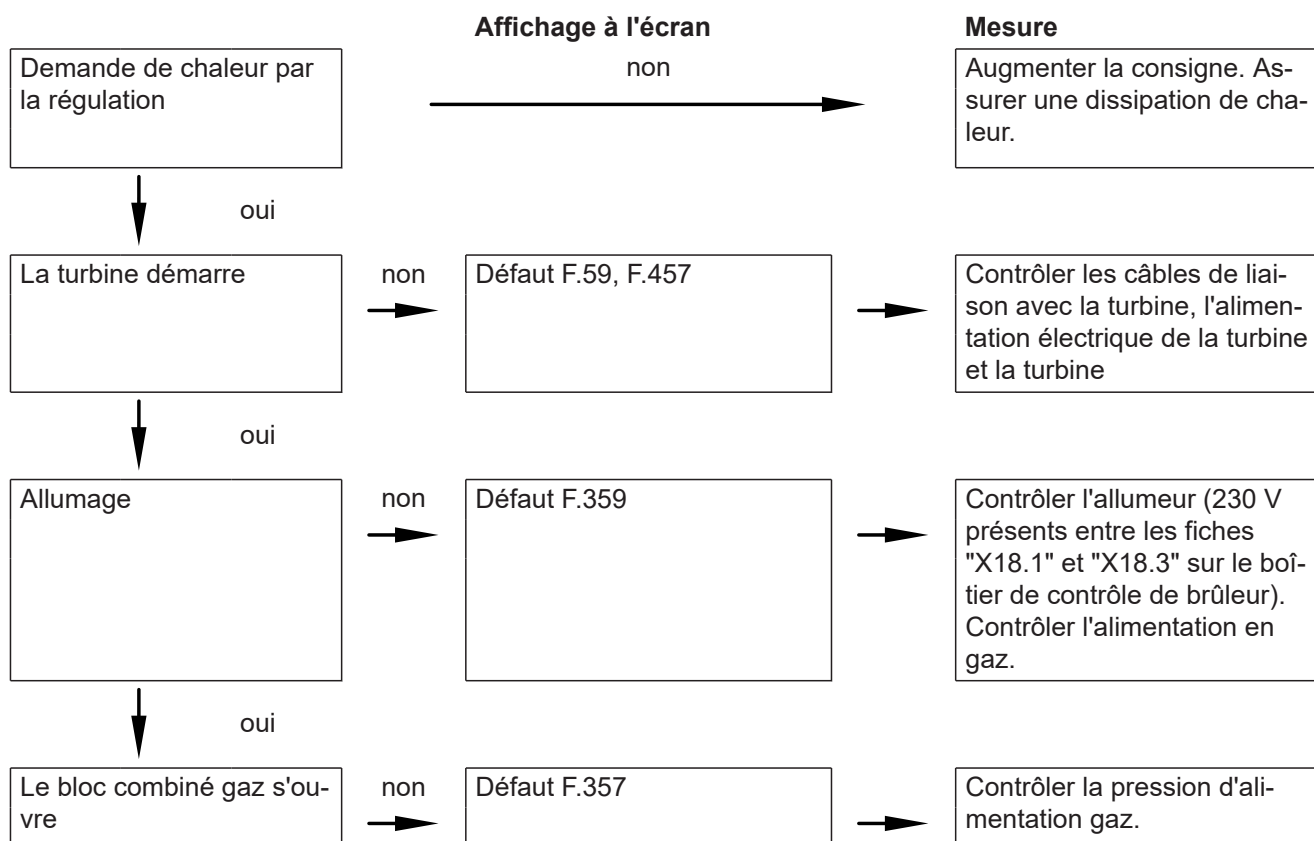 Affichage à l'écran
Mesure
Demande de chaleur par
la régulation
non
Augmenter la consigne. As-
surer une dissipation de cha-
leur.
oui
La turbine démarre
non
Défaut F.59, F.457
Contrôler les câbles de liai-
son avec la turbine, l'alimen-
tation électrique de la turbine
et la turbine
oui
Allumage
non
Défaut F.359
Contrôler l'allumeur (230 V
présents entre les fiches
"X18.1" et "X18.3" sur le boî-
tier de contrôle de brûleur).
Contrôler l'alimentation en
gaz.
oui
Le bloc combiné gaz s'ou-
vre
non
Défaut F.357
Contrôler la pression d'ali-
mentation gaz.